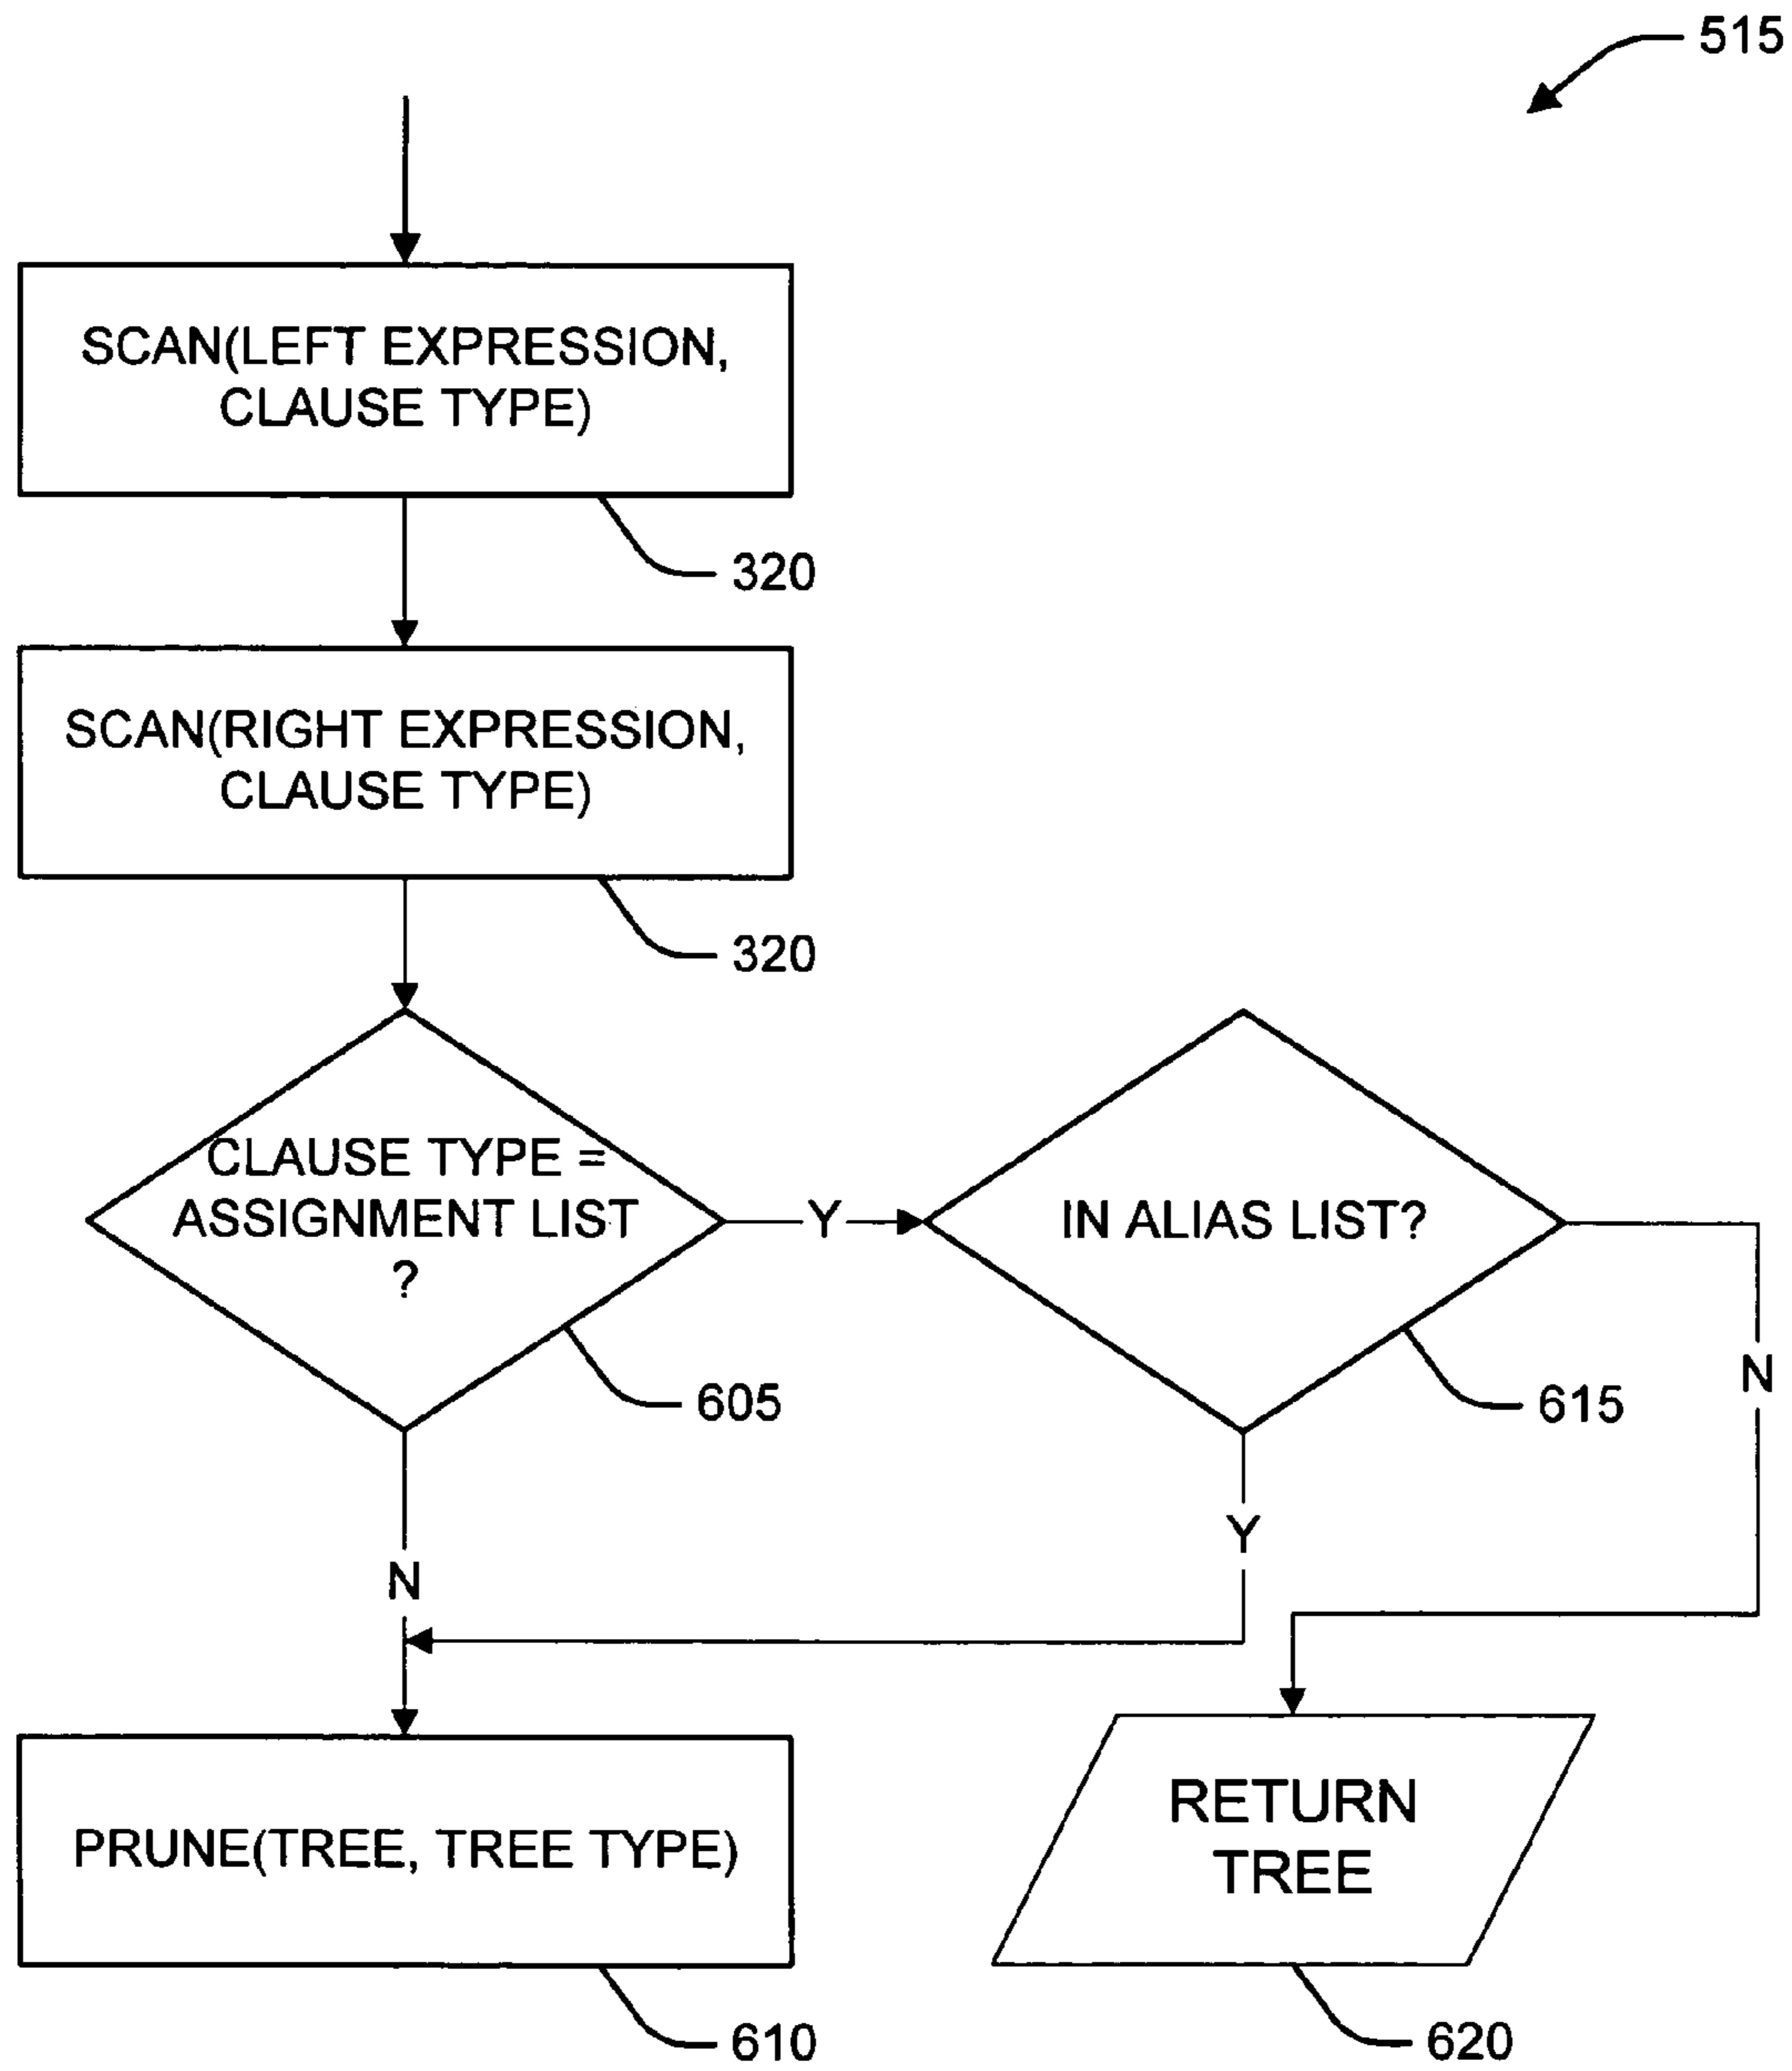 515
SCAN(LEFT EXPRESSION,
CLAUSE TYPE)
320
SCAN(RIGHT EXPRESSION,
CLAUSE TYPE)
320
CLAUSE TYPE =
ASSIGNMENT LIST
?
605
Y
IN ALIAS LIST?
615
N
Y
N
PRUNE(TREE, TREE TYPE)
610
RETURN
TREE
620